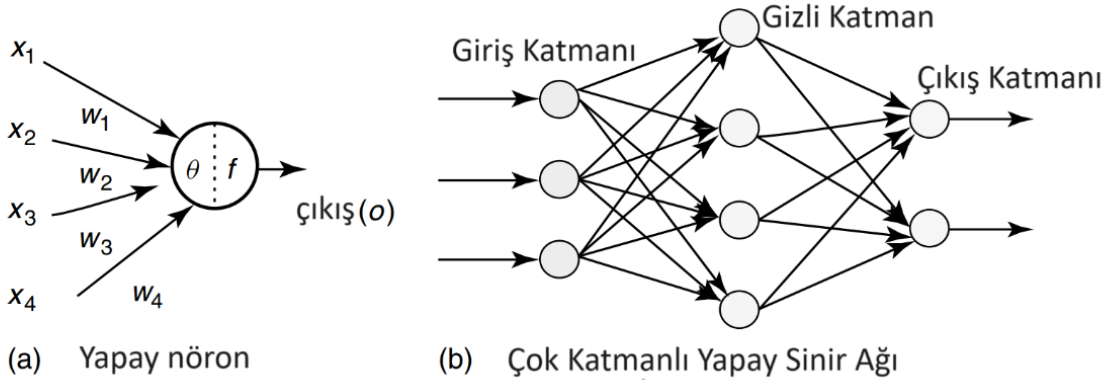 x1
w1
x2
w2
x3
w3
x4
w4
θ f
çıkış(o)
(a) Yapay nöron
Giriş Katmanı
Gizli Katman
Çıkış Katmanı
(b) Çok Katmanlı Yapay Sinir Ağı